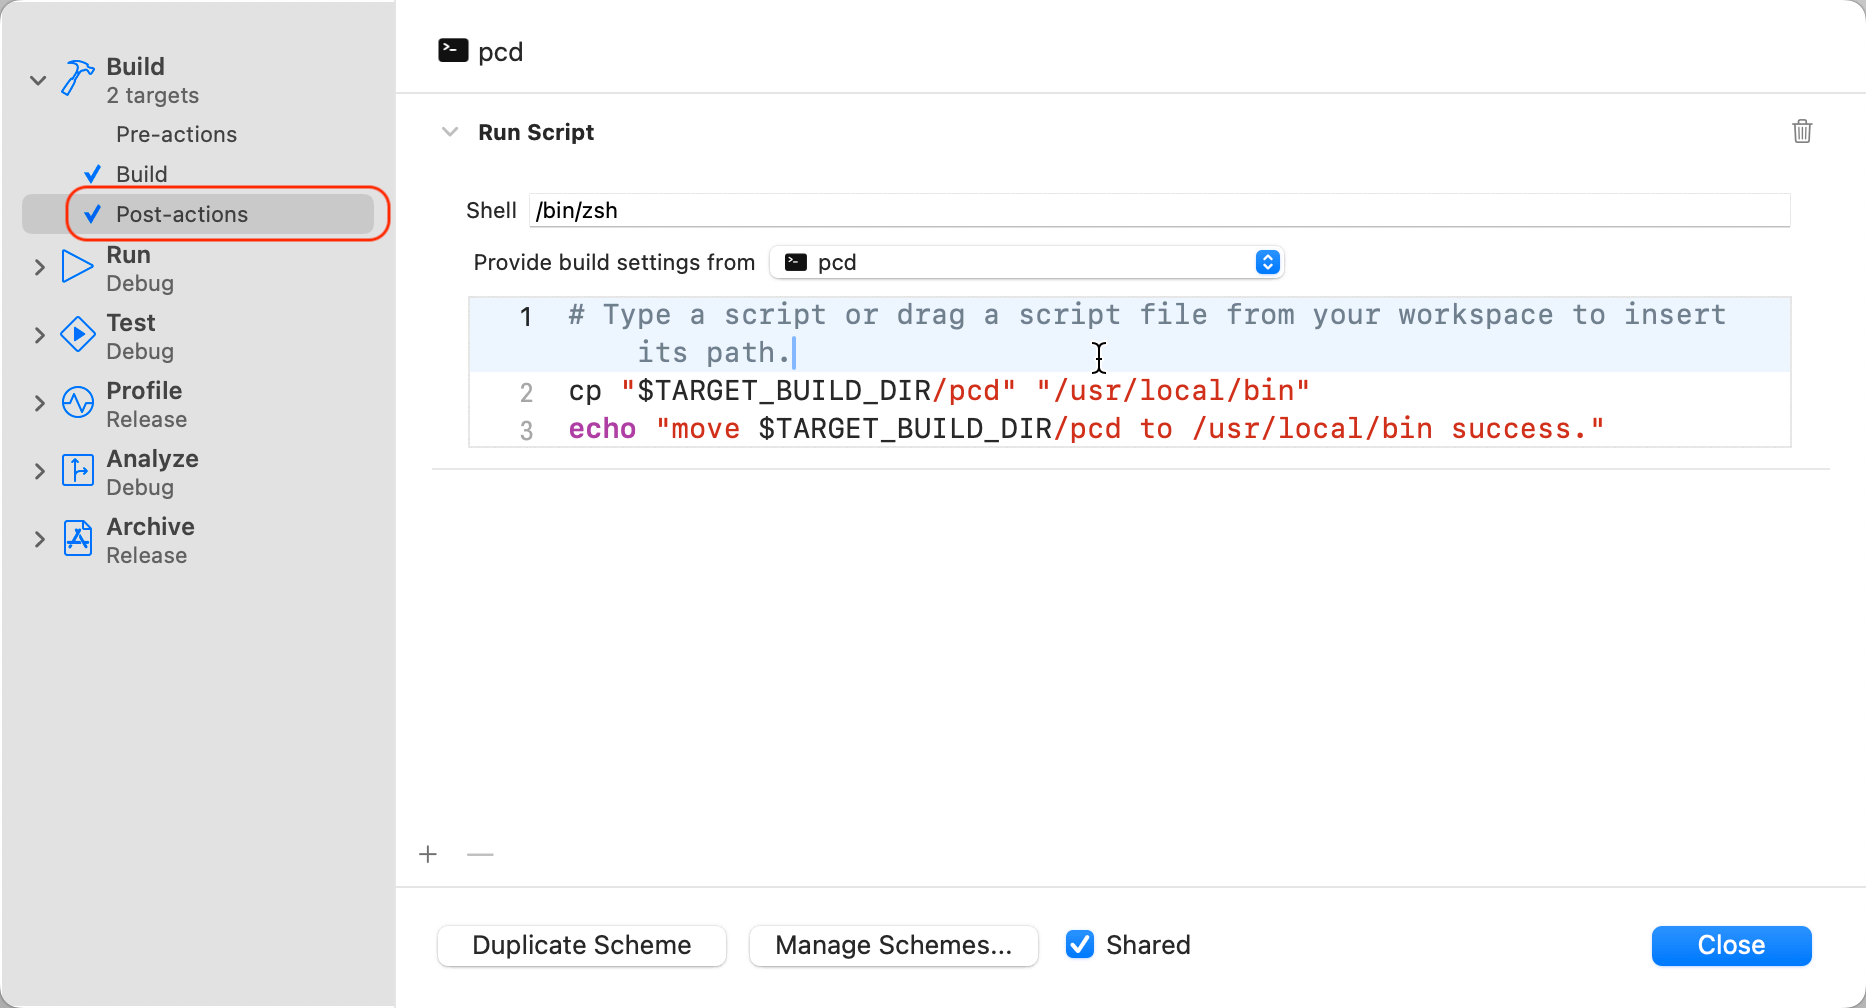 Build
2 targets
Pre-actions
Build
Post-actions
Run
Debug
Test
Debug
Profile
Release
Analyze
Debug
Archive
Release
pcd
Run Script
Shell /bin/zsh
Provide build settings from pcd
1 # Type a script or drag a script file from your workspace to insert
its path.
2 cp "$TARGET_BUILD_DIR/pcd" "/usr/local/bin"
3 echo "move $TARGET_BUILD_DIR/pcd to /usr/local/bin success."
Duplicate Scheme Manage Schemes... Shared Close